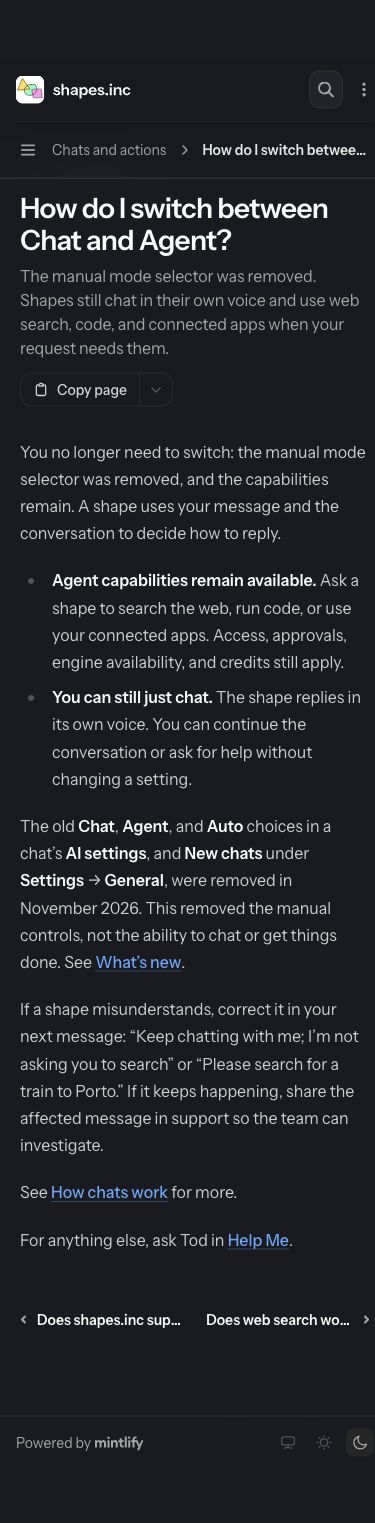 shapes.inc
Chats and actions
How do I switch betwee...
How do I switch between
Chat and Agent?
The manual mode selector was removed.
Shapes still chat in their own voice and use web
search, code, and connected apps when your
request needs them.
Copy page
You no longer need to switch: the manual mode
selector was removed, and the capabilities
remain. A shape uses your message and the
conversation to decide how to reply.
Agent capabilities remain available. Ask a
shape to search the web, run code, or use
your connected apps. Access, approvals,
engine availability, and credits still apply.
You can still just chat. The shape replies in
its own voice. You can continue the
conversation or ask for help without
changing a setting.
The old Chat, Agent, and Auto choices in a
chat’s AI settings, and New chats under
Settings → General, were removed in
November 2026. This removed the manual
controls, not the ability to chat or get things
done. See What’s new.
If a shape misunderstands, correct it in your
next message: “Keep chatting with me; I’m not
asking you to search” or “Please search for a
train to Porto.” If it keeps happening, share the
affected message in support so the team can
investigate.
See How chats work for more.
For anything else, ask Tod in Help Me.
Does shapes.inc sup...
Does web search wo...
Powered by mintlify